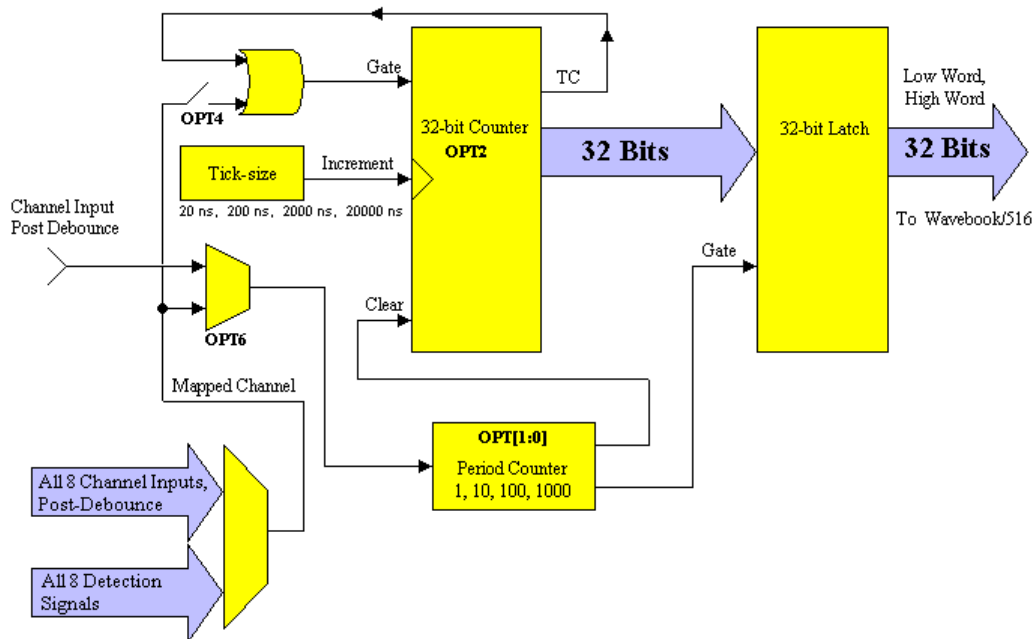 Gate
TC
Low Word,
High Word
OPT4
32-bit Counter
OPT2
32 Bits
32-bit Latch
32 Bits
Tick-size
Increment
20 ns, 200 ns, 2000 ns, 20000 ns
Channel Input
Post Debounce
To Wavebook/516
Gate
Clear
OPT6
Mapped Channel
OPT[1:0]
Period Counter
1, 10, 100, 1000
All 8 Channel Inputs,
Post-Debounce
All 8 Detection
Signals